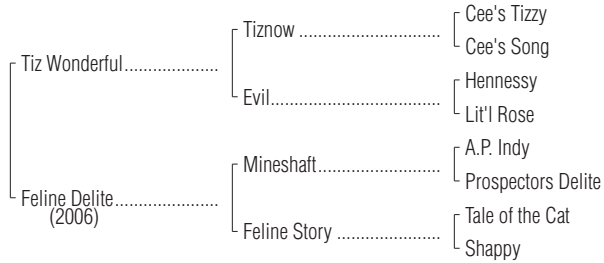 Cee's Tizzy
Tiznow ..................................
Cee's Song
Tiz Wonderful......................
Hennessy
Evil.........................................
Lit'l Rose
A.P. Indy
Mineshaft..............................
Prospectors Delite
Feline Delite........................
(2006)
Tale of the Cat
Feline Story .........................
Shappy